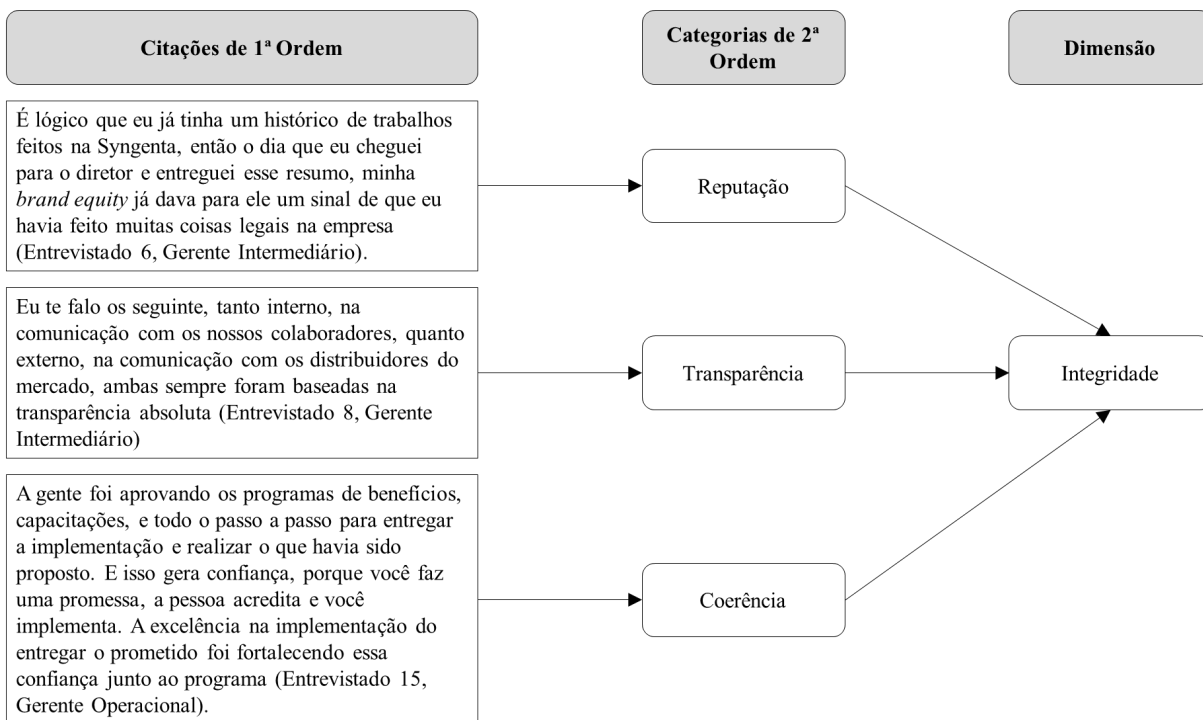 Citações de 1ª Ordem
Categorias de 2ª
Ordem
Dimensão
É lógico que eu já tinha um histórico de trabalhos
feitos na Syngenta, então o dia que eu cheguei
para o diretor e entreguei esse resumo, minha
brand equity já dava para ele um sinal de que eu
havia feito muitas coisas legais na empresa
(Entrevistado 6, Gerente Intermediário).
Reputação
Eu te falo os seguinte, tanto interno, na
comunicação com os nossos colaboradores, quanto
externo, na comunicação com os distribuidores do
mercado, ambas sempre foram baseadas na
transparência absoluta (Entrevistado 8, Gerente
Intermediário)
Transparência
Integridade
A gente foi aprovando os programas de benefícios,
capacitações, e todo o passo a passo para entregar
a implementação e realizar o que havia sido
proposto. E isso gera confiança, porque você faz
uma promessa, a pessoa acredita e você
implementa. A excelência na implementação do
entregar o prometido foi fortalecendo essa
confiança junto ao programa (Entrevistado 15,
Gerente Operacional).
Coerência